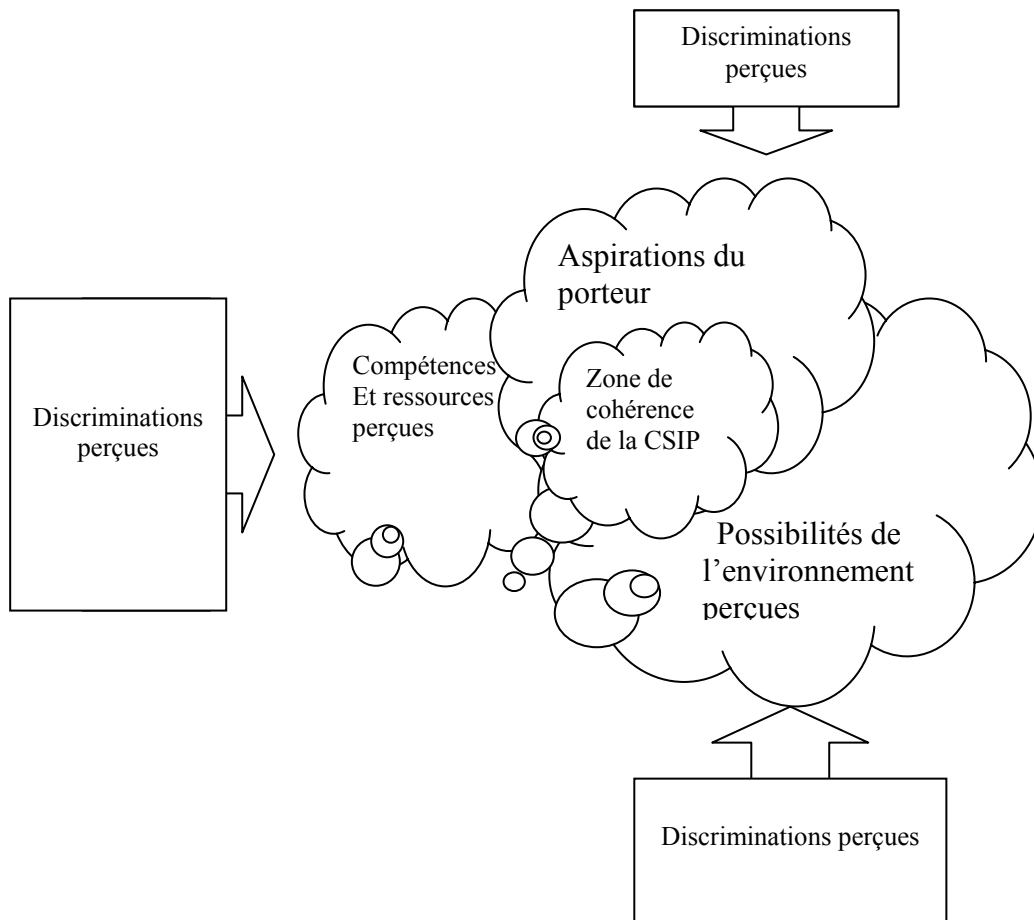 Discriminations
perçues
Aspirations du
porteur
Discriminations
perçues
Compétences
Et ressources
perçues
Zone de
cohérence
de la CSIP
Possibilités de
l’environnement
perçues
Discriminations perçues